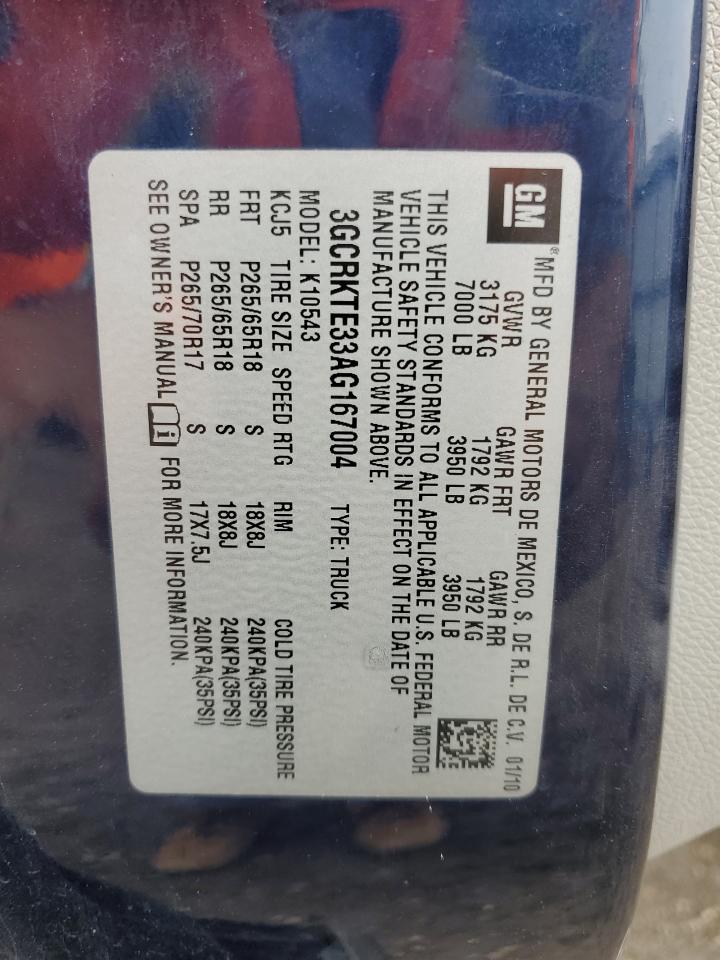 GM
® MFD BY GENERAL MOTORS DE MEXICO, S. DE R.L. DE C.V. 01/10
GVWR GAWR FRT GAWR RR
3175 KG 1792 KG 1792 KG
7000 LB 3950 LB 3950 LB
THIS VEHICLE CONFORMS TO ALL APPLICABLE U.S. FEDERAL MOTOR
VEHICLE SAFETY STANDARDS IN EFFECT ON THE DATE OF
MANUFACTURE SHOWN ABOVE.
3GCRKTE33AG167004 TYPE: TRUCK
MODEL: K10543
KCJ5 TIRE SIZE SPEED RTG RIM COLD TIRE PRESSURE
FRT P265/65R18 S 18X8J 240KPA(35PSI)
RR P265/65R18 S 18X8J 240KPA(35PSI)
SPA P265/70R17 S 17X7.5J 240KPA(35PSI)
SEE OWNER'S MANUAL i FOR MORE INFORMATION.